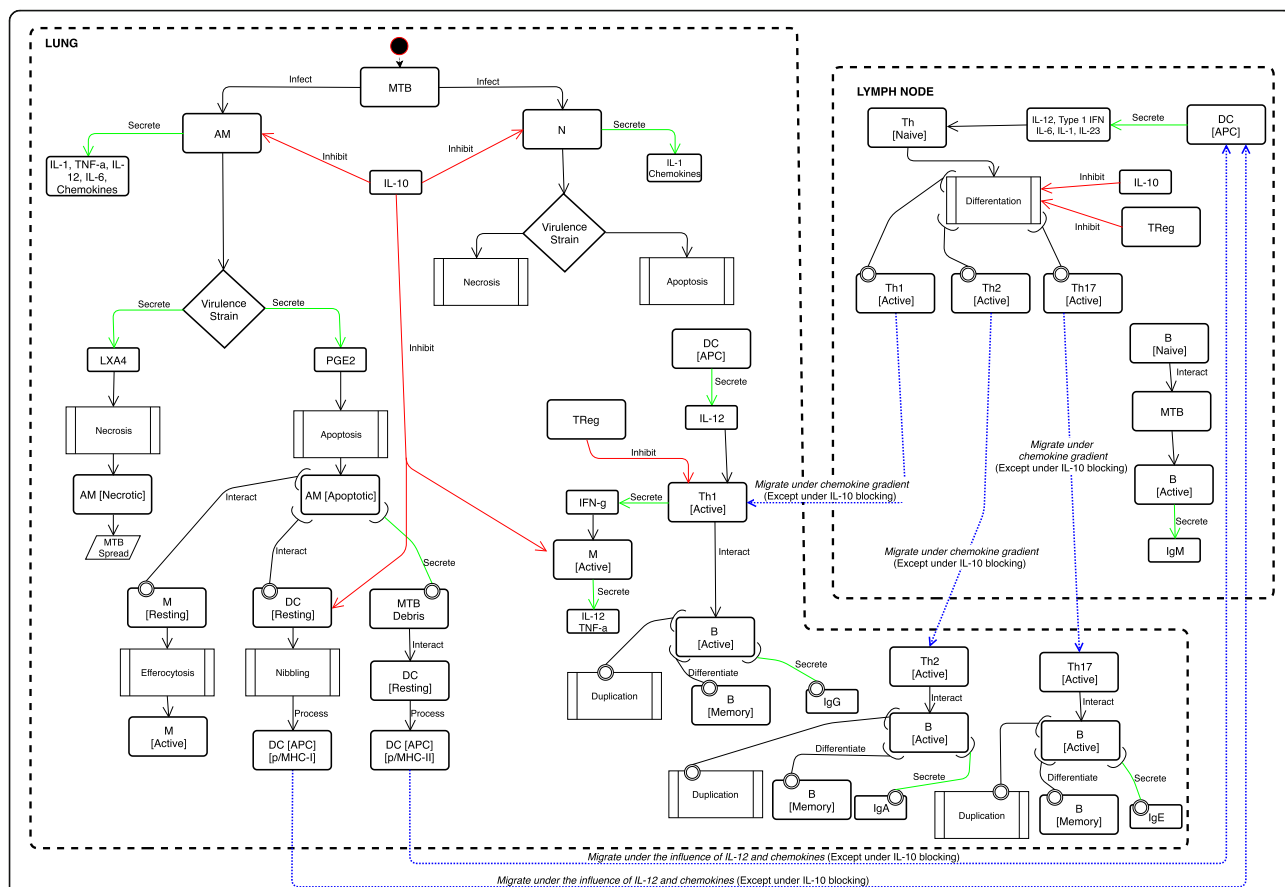 LUNG
MTB
Infect
Infect
AM
N
Secrete
Secrete
Inhibit
Inhibit
IL-1, TNF-a, IL-
12, IL-6,
Chemokines
IL-10
IL-1
Chemokines
Virulence
Strain
Necrosis
Apoptosis
Virulence
Strain
Secrete
Secrete
LXA4
PGE2
Inhibit
Necrosis
Apoptosis
AM [Necrotic]
AM [Apoptotic]
MTB
Spread
Interact
Interact
Secrete
M
[Resting]
DC
[Resting]
MTB
Debris
Efferocytosis
Nibbling
Interact
DC
[Resting]
Process
Process
M
[Active]
DC [APC]
[p/MHC-I]
DC [APC]
[p/MHC-II]
DC
[APC]
Secrete
IL-12
TReg
Inhibit
Th1
[Active]
Secrete
IFN-g
M
[Active]
Secrete
IL-12
TNF-a
Interact
B
[Active]
Duplication
Differentiate
B
[Memory]
Secrete
IgG
LYMPH NODE
Th
[Naive]
IL-12, Type 1 IFN
IL-6, IL-1, IL-23
Secrete
DC
[APC]
Differentation
Inhibit
IL-10
TReg
Inhibit
Th1
[Active]
Th2
[Active]
Th17
[Active]
B
[Naive]
Interact
MTB
B
[Active]
Secrete
IgM
Migrate under
chemokine gradient
(Except under IL-10 blocking)
Migrate under chemokine gradient
(Except under IL-10 blocking)
Migrate under chemokine gradient
(Except under IL-10 blocking)
Th2
[Active]
Interact
B
[Active]
Duplication
Differentiate
B
[Memory]
Secrete
IgA
Th17
[Active]
Interact
B
[Active]
Duplication
Differentiate
B
[Memory]
Secrete
IgE
Migrate under the influence of IL-12 and chemokines (Except under IL-10 blocking)
Migrate under the influence of IL-12 and chemokines (Except under IL-10 blocking)